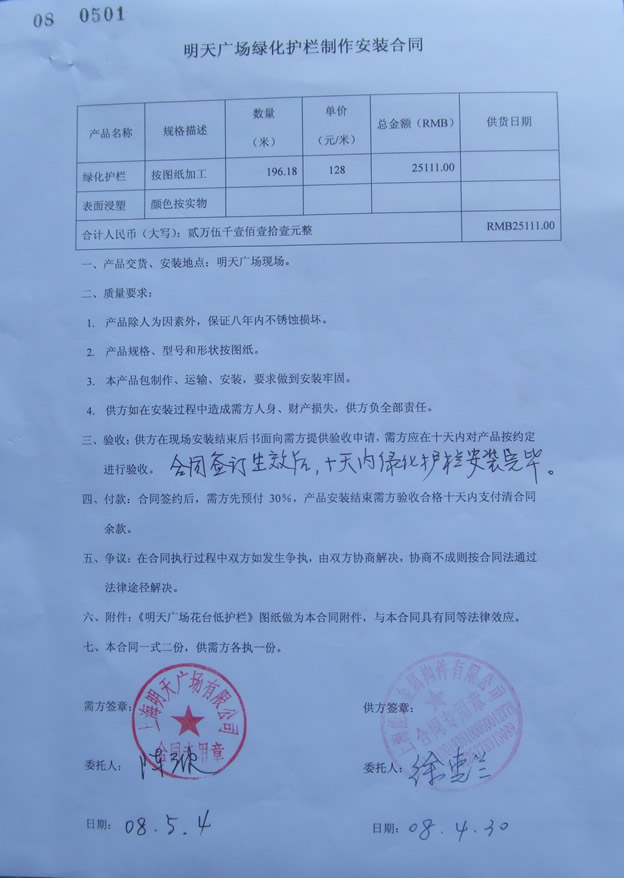 08 0501
明天广场绿化护栏制作安装合同
产品名称 规格描述 数量（米） 单价（元/米） 总金额（RMB） 供货日期
绿化护栏 按图纸加工 196.18 128 25111.00
表面浸塑 颜色按实物
合计人民币（大写）：贰万伍千壹佰壹拾壹元整 RMB25111.00
一、产品交货、安装地点：明天广场现场。
二、质量要求：
1. 产品除人为因素外，保证八年内不锈蚀损坏。
2. 产品规格、型号和形状按图纸。
3. 本产品包制作、运输、安装，要求做到安装牢固。
4. 供方如在安装过程中造成需方人身、财产损失，供方负全部责任。
三、验收：供方在现场安装结束后书面向需方提供验收申请，需方应在十天内对产品按约定
进行验收。 合同签订生效后，十天内绿化护栏安装完毕。
四、付款：合同签约后，需方先预付 30%，产品安装结束需方验收合格十天内支付清合同
余款。
五、争议：在合同执行过程中双方如发生争执，由双方协商解决，协商不成则按合同法通过
法律途径解决。
六、附件：《明天广场花台低护栏》图纸做为本合同附件，与本合同具有同等法律效应。
七、本合同一式二份，供需方各执一份。
需方签章： 供方签章：
上海明天广场有限公司
合同专用章
金属构件有限公司
合同专用章
委托人： 陈 委托人： 徐惠兰
日期： 08.5.4 日期： 08.4.30